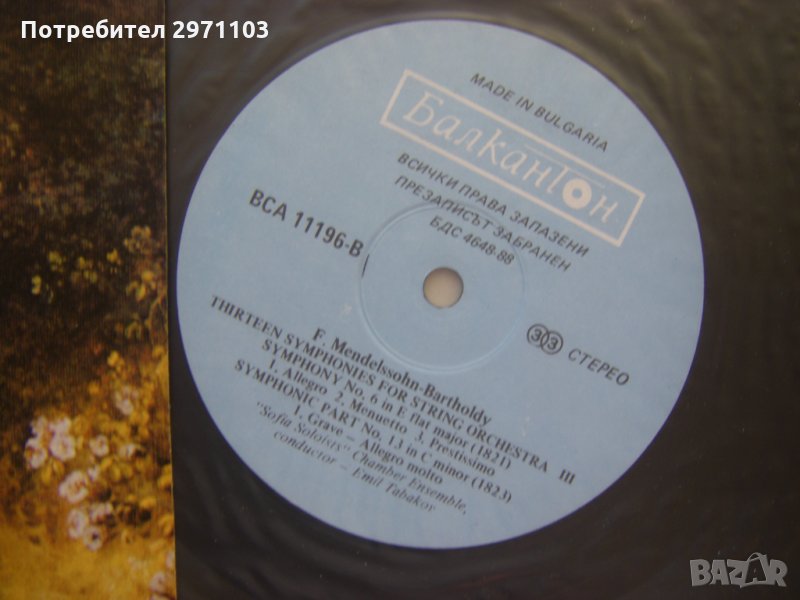 Потребител 2971103
MADE IN BULGARIA
Балкантон
ВСИЧКИ ПРАВА ЗАПАЗЕНИ
ПРЕЗАПИСЪТ ЗАБРАНЕН
БДС 4648-88
ВСА 11196-В
33 СТЕРЕО
F. Mendelssohn-Bartholdy
THIRTEEN SYMPHONIES FOR STRING ORCHESTRA III
SYMPHONY No. 6 in E flat major (1821)
1. Allegro 2. Menuetto 3. Prestissimo
SYMPHONIC PART No. 13 in C minor (1823)
1. Grave – Allegro molto
"Sofia Soloists" Chamber Ensemble,
conductor – Emil Tabakov
BAZAR